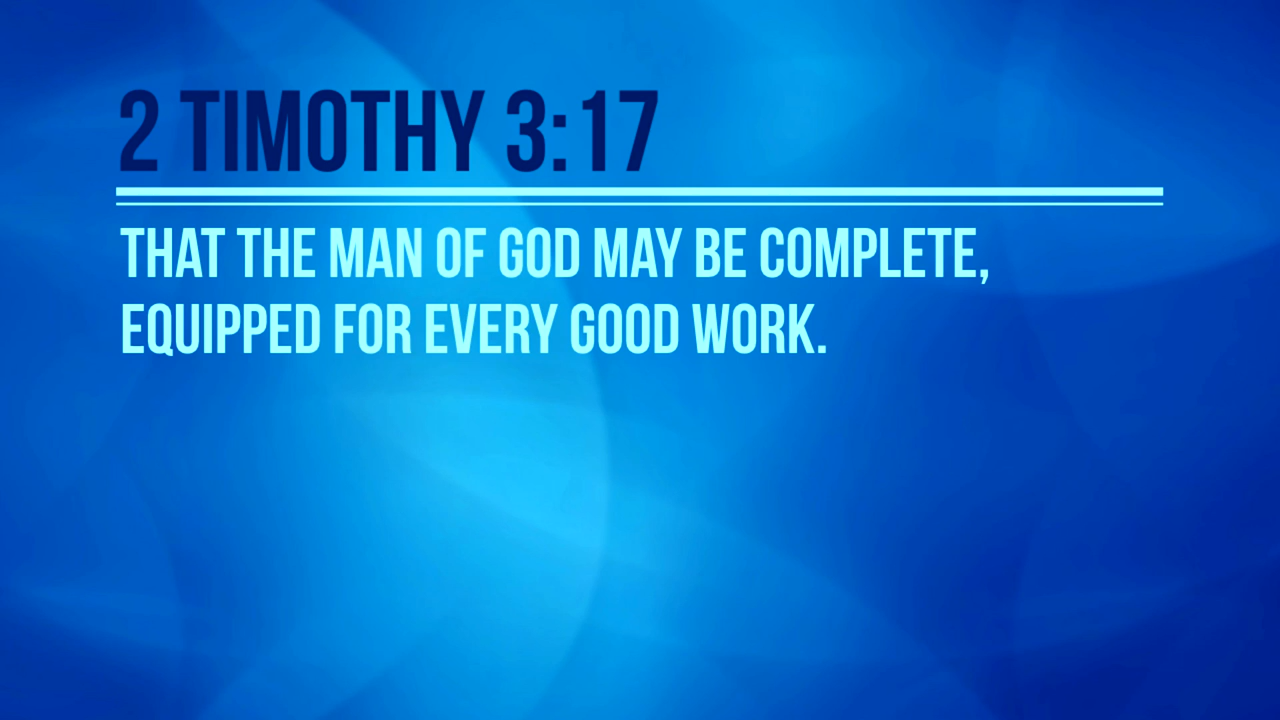 2 TIMOTHY 3:17
THAT THE MAN OF GOD MAY BE COMPLETE,
EQUIPPED FOR EVERY GOOD WORK.